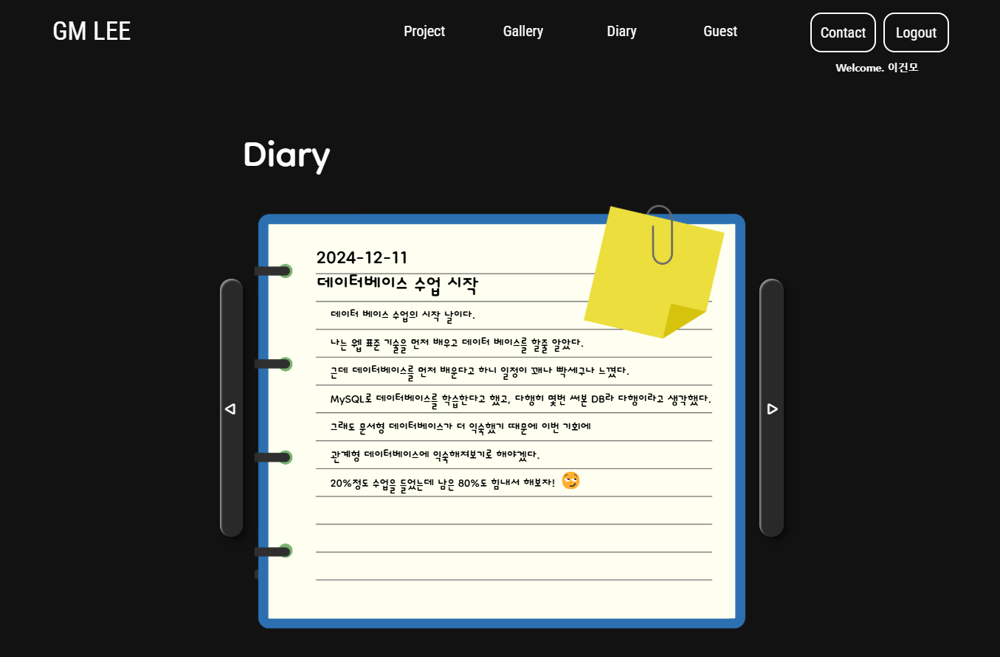 GM LEE
Project
Gallery
Diary
Guest
Contact
Logout
Welcome. 이건모
Diary
2024-12-11
데이터베이스 수업 시작
데이터 베이스 수업의 시작 날이다.
나는 웹 표준 기술을 먼저 배우고 데이터 베이스를 할줄 알았다.
근데 데이터베이스를 먼저 배운다고 하니 일정이 꽤나 빡세구나 느꼈다.
MySQL로 데이터베이스를 학습한다고 했고, 다행히 몇번 써본 DB라 다행이라고 생각했다.
그래도 문서형 데이터베이스가 더 익숙했기 때문에 이번 기회에
관계형 데이터베이스에 익숙해져보기로 해야겠다.
20%정도 수업을 들었는데 남은 80%도 힘내서 해보자! 😏